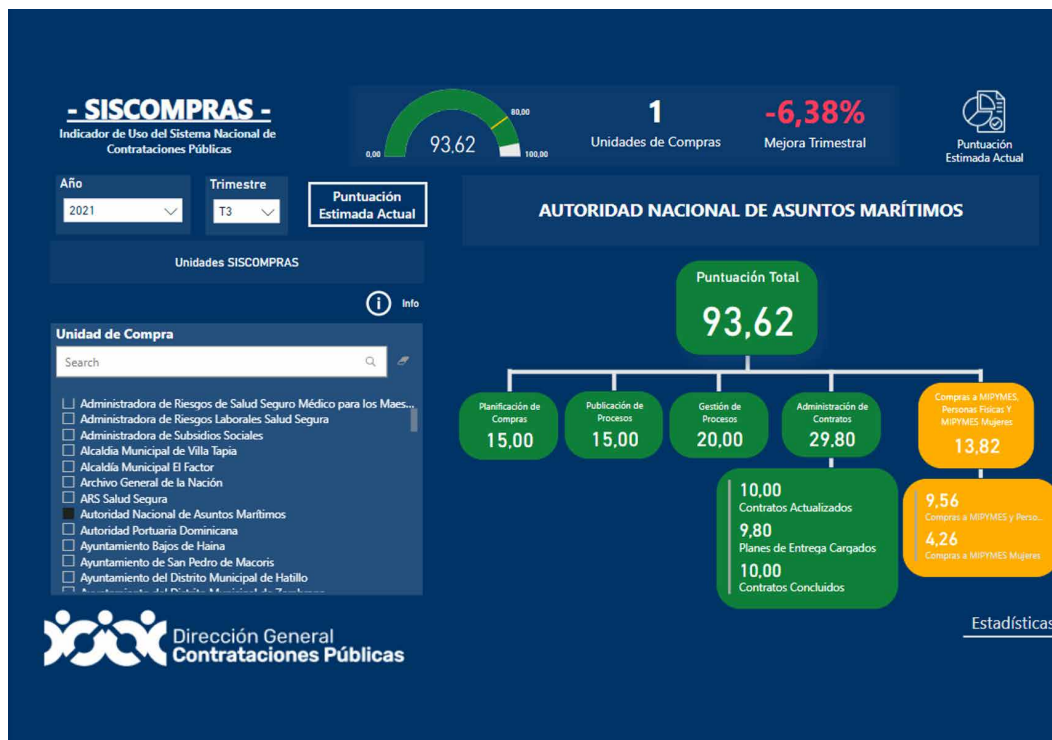 - SISCOMPRAS -
Indicador de Uso del Sistema Nacional de
Contrataciones Públicas
0,00
93,62
80,00
100,00
1
Unidades de Compras
-6,38%
Mejora Trimestral
Puntuación
Estimada Actual
Año
2021
Trimestre
T3
Puntuación
Estimada Actual
AUTORIDAD NACIONAL DE ASUNTOS MARÍTIMOS
Unidades SISCOMPRAS
Info
Unidad de Compra
Search
Administradora de Riesgos de Salud Seguro Médico para los Maes...
Administradora de Riesgos Laborales Salud Segura
Administradora de Subsidios Sociales
Alcaldia Municipal de Villa Tapia
Alcaldía Municipal El Factor
Archivo General de la Nación
ARS Salud Segura
Autoridad Nacional de Asuntos Marítimos
Autoridad Portuaria Dominicana
Ayuntamiento Bajos de Haina
Ayuntamiento de San Pedro de Macoris
Ayuntamiento del Distrito Municipal de Hatillo
Puntuación Total
93,62
Planificación de
Compras
15,00
Publicación de
Procesos
15,00
Gestión de
Procesos
20,00
Administración de
Contratos
29,80
Compras a MIPYMES,
Personas Fisicas Y
MIPYMES Mujeres
13,82
10,00
Contratos Actualizados
9,80
Planes de Entrega Cargados
10,00
Contratos Concluidos
9,56
Compras a MIPYMES y Perso...
4,26
Compras a MIPYMES Mujeres
Dirección General
Contrataciones Públicas
Estadísticas